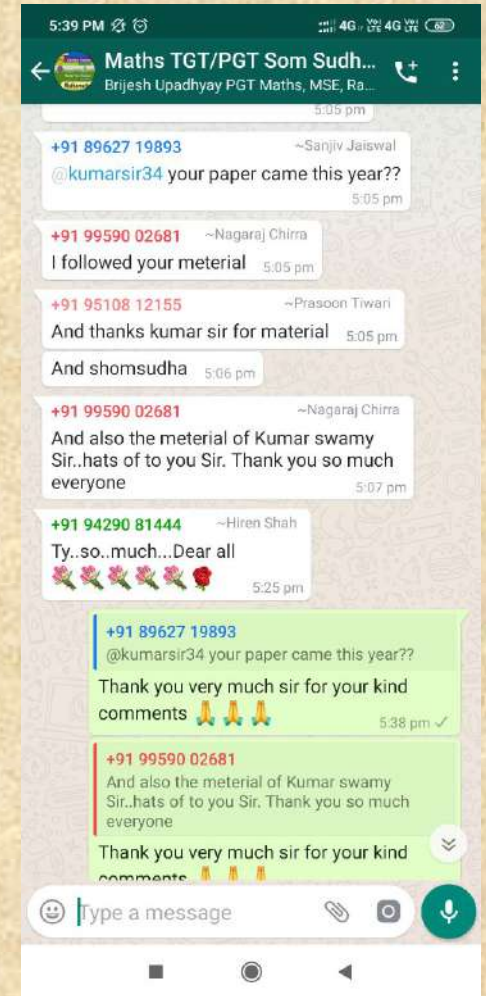 5:39 PM 4G 4G 62
Maths TGT/PGT Som Sudh...
Brijesh Upadhyay PGT Maths, MSE, Ra...
5:05 pm
+91 89627 19893 ~Sanjiv Jaiswal
@kumarsir34 your paper came this year??
5:05 pm
+91 99590 02681 ~Nagaraj Chirra
I followed your meterial 5:05 pm
+91 95108 12155 ~Prasoon Tiwari
And thanks kumar sir for material 5:05 pm
And shomsudha 5:06 pm
+91 99590 02681 ~Nagaraj Chirra
And also the meterial of Kumar swamy
Sir..hats of to you Sir. Thank you so much
everyone 5:07 pm
+91 94290 81444 ~Hiren Shah
Ty..so..much...Dear all
💐💐💐💐💐🌹
5:25 pm
+91 89627 19893
@kumarsir34 your paper came this year??
Thank you very much sir for your kind
comments 🙏🙏🙏 5:38 pm ✓
+91 99590 02681
And also the meterial of Kumar swamy
Sir..hats of to you Sir. Thank you so much
everyone
Thank you very much sir for your kind
comments 🙏🙏🙏
Type a message